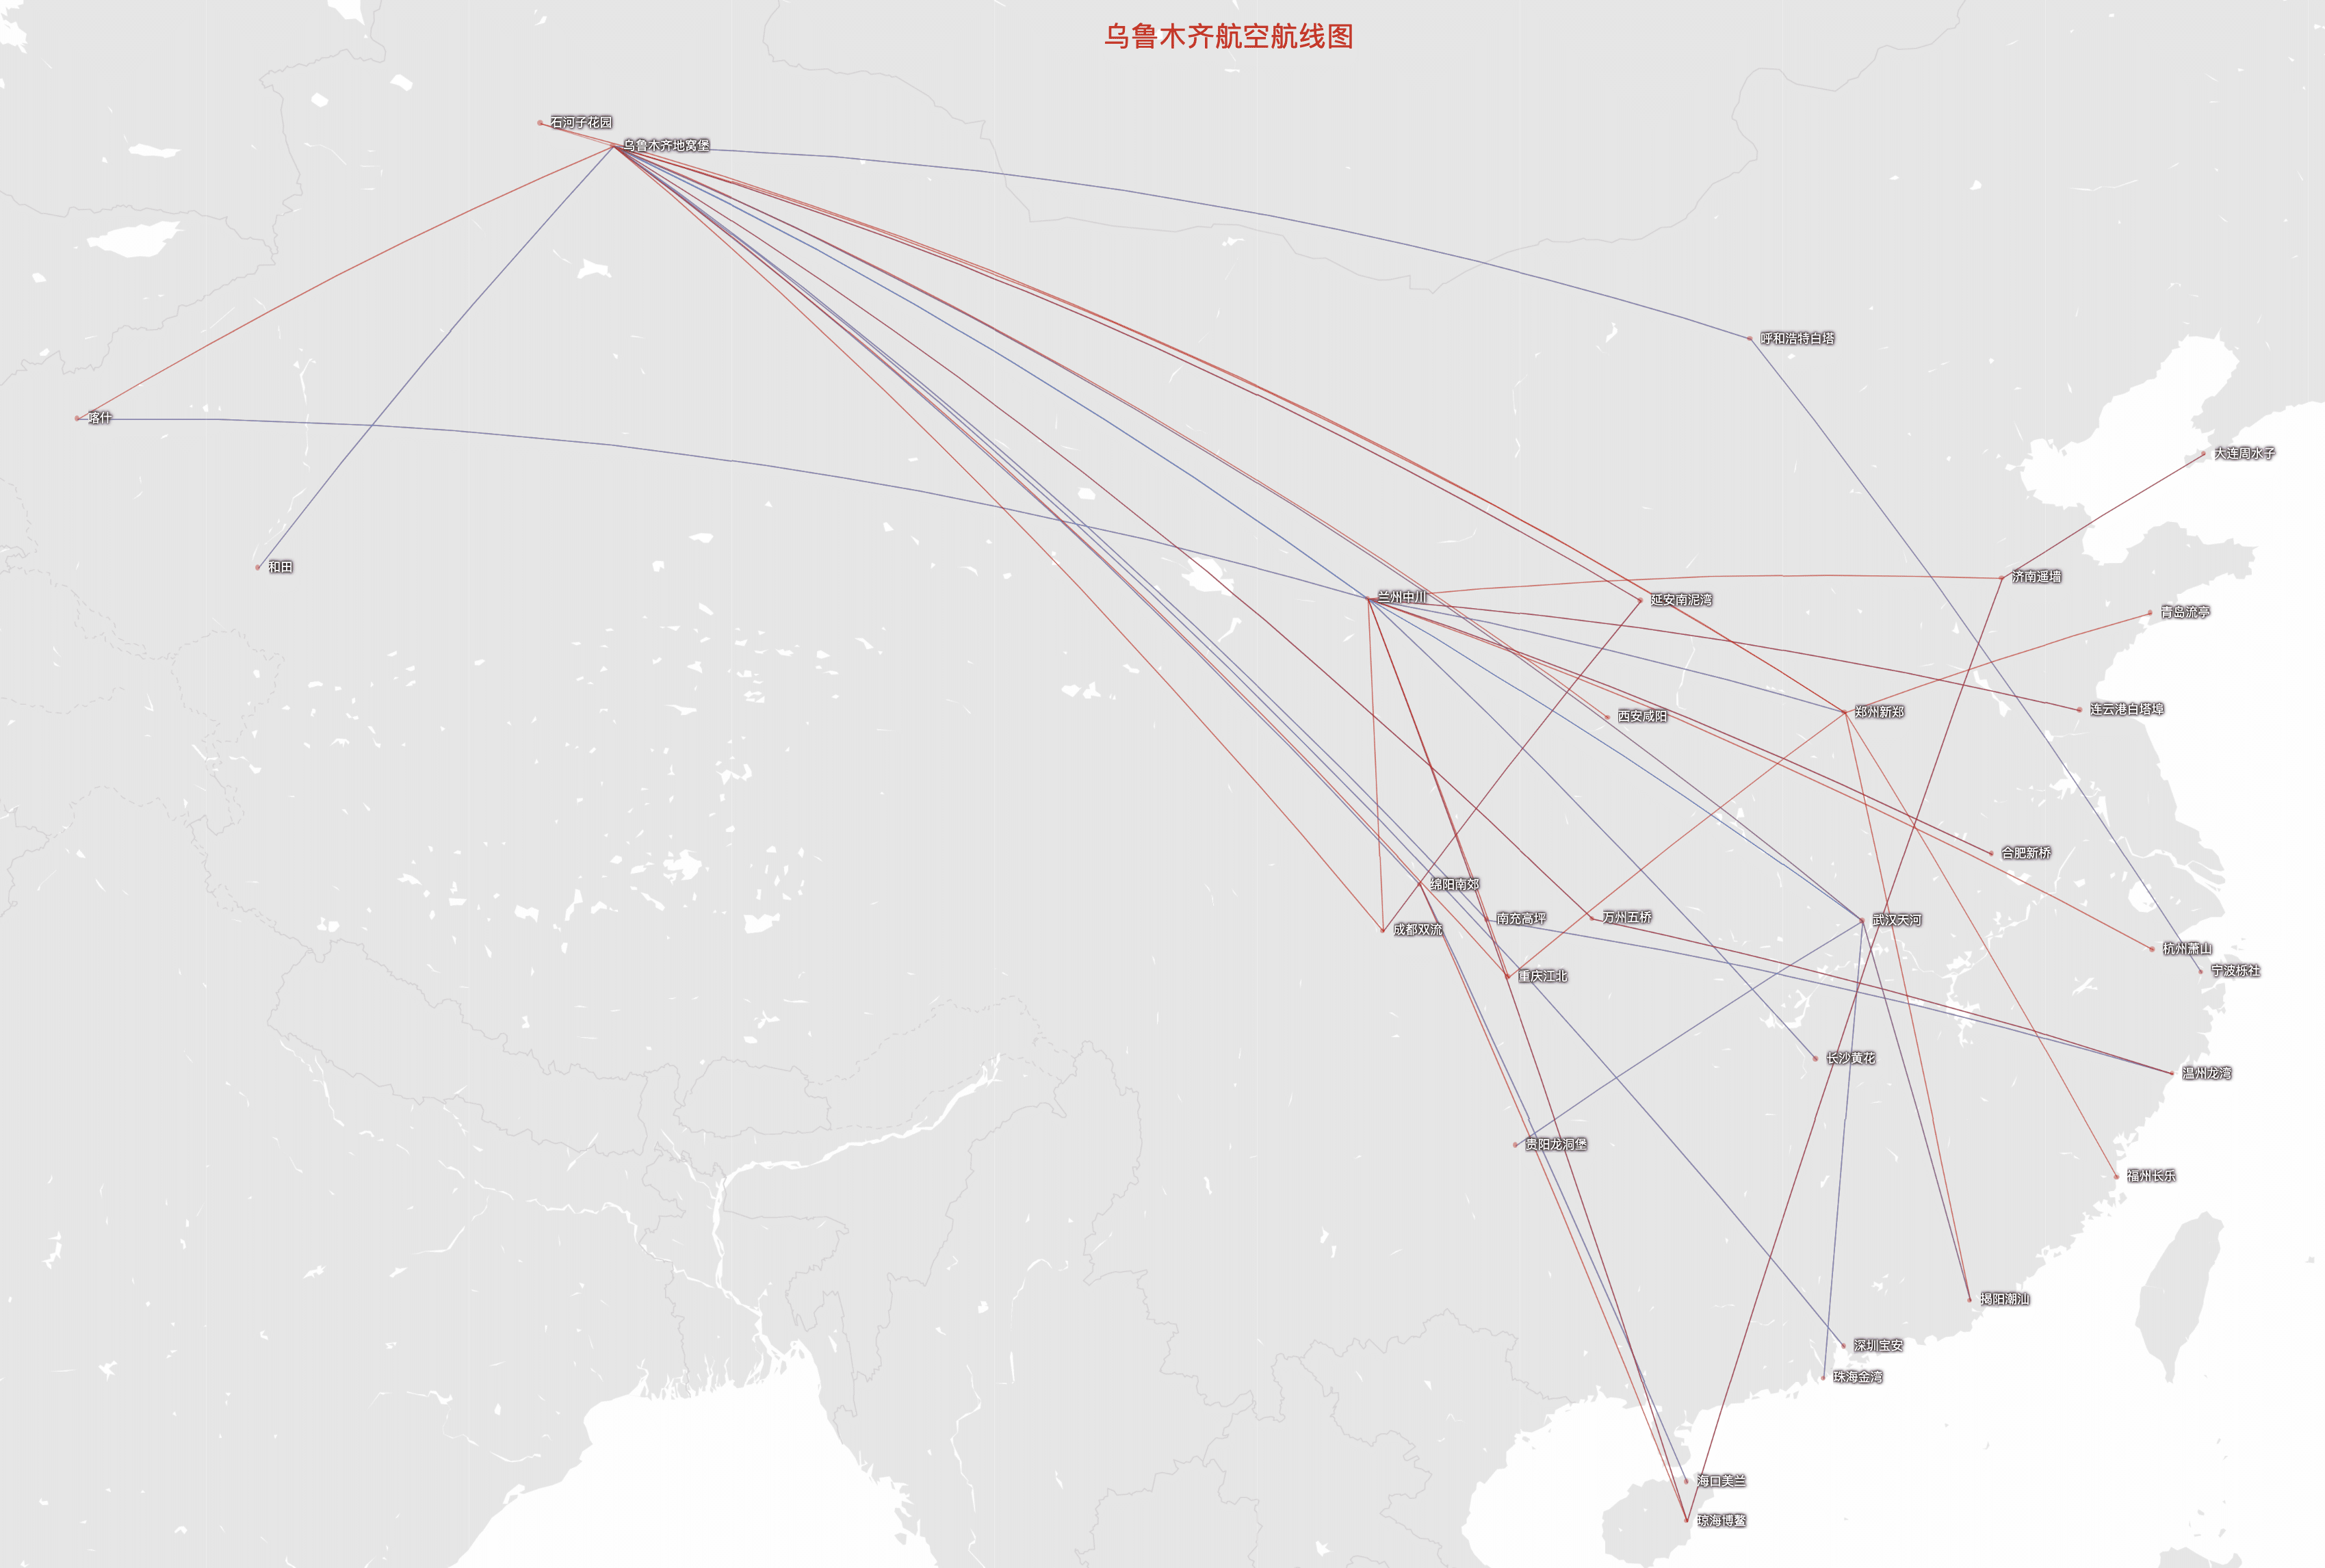 乌鲁木齐航空航线图
石河子花园
乌鲁木齐地窝堡
呼和浩特白塔
喀什
大连周水子
和田
济南遥墙
兰州中川
延安南泥湾
青岛流亭
连云港白塔埠
郑州新郑
西安咸阳
合肥新桥
绵阳南郊
万州五桥
南充高坪
武汉天河
成都双流
杭州萧山
宁波栎社
重庆江北
长沙黄花
温州龙湾
贵阳龙洞堡
福州长乐
揭阳潮汕
深圳宝安
珠海金湾
海口美兰
琼海博鳌